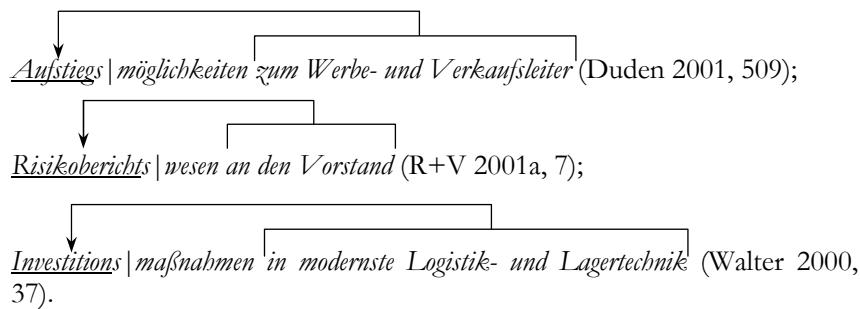 Aufstiegs|möglichkeiten zum Werbe- und Verkaufsleiter (Duden 2001, 509);
Risikoberichts|wesen an den Vorstand (R+V 2001a, 7);
Investitions|maßnahmen in modernste Logistik- und Lagertechnik (Walter 2000,
37).